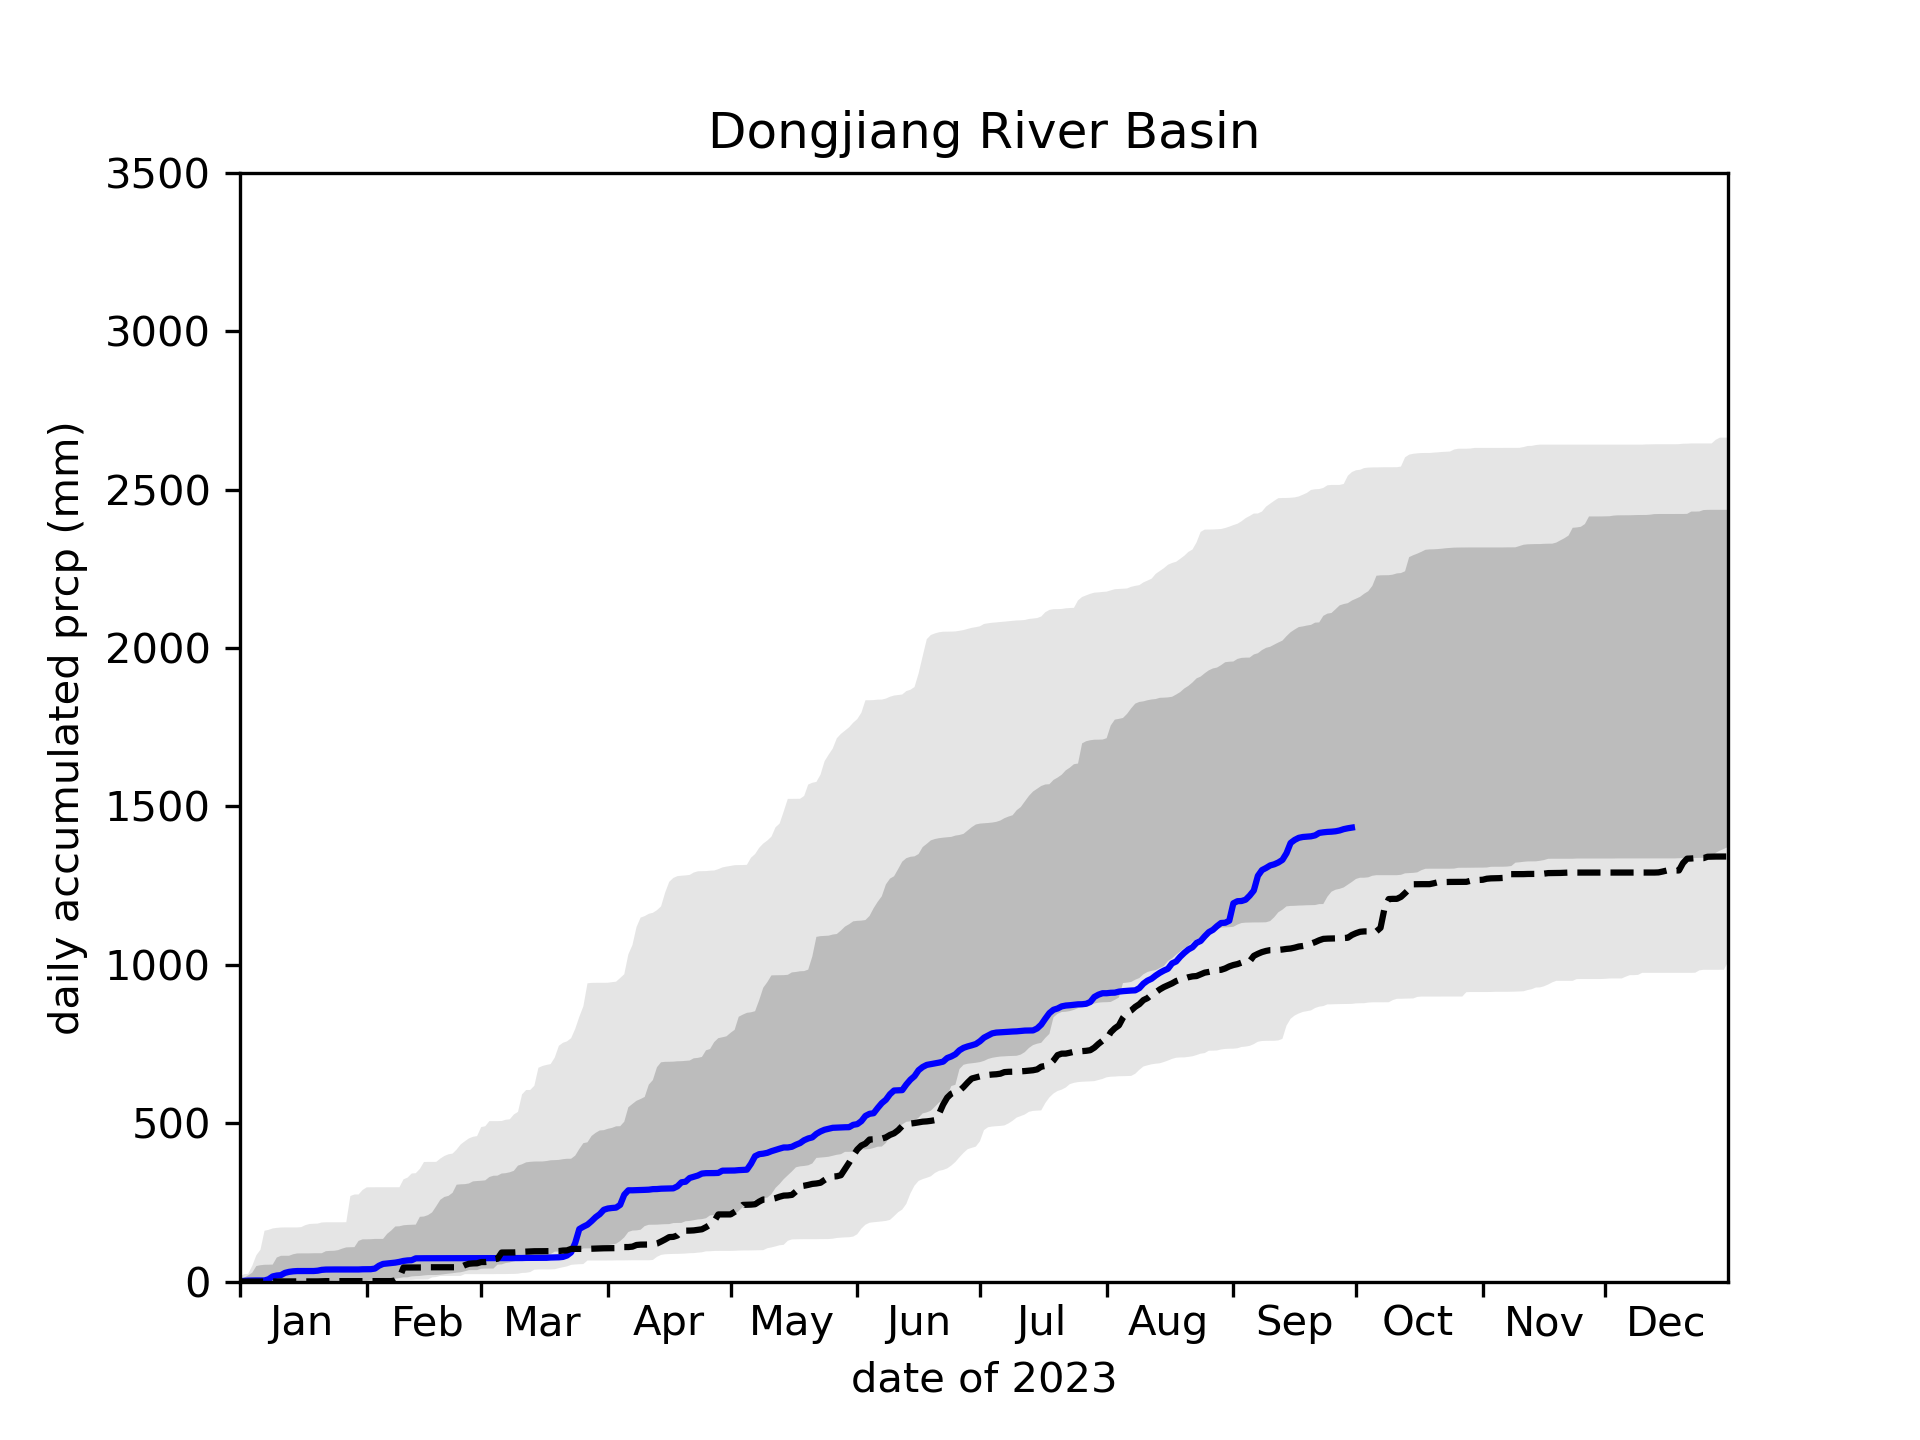 Dongjiang River Basin
3500
3000
2500
2000
1500
1000
500
0
daily accumulated prcp (mm)
Jan Feb Mar Apr May Jun Jul Aug Sep Oct Nov Dec
date of 2023